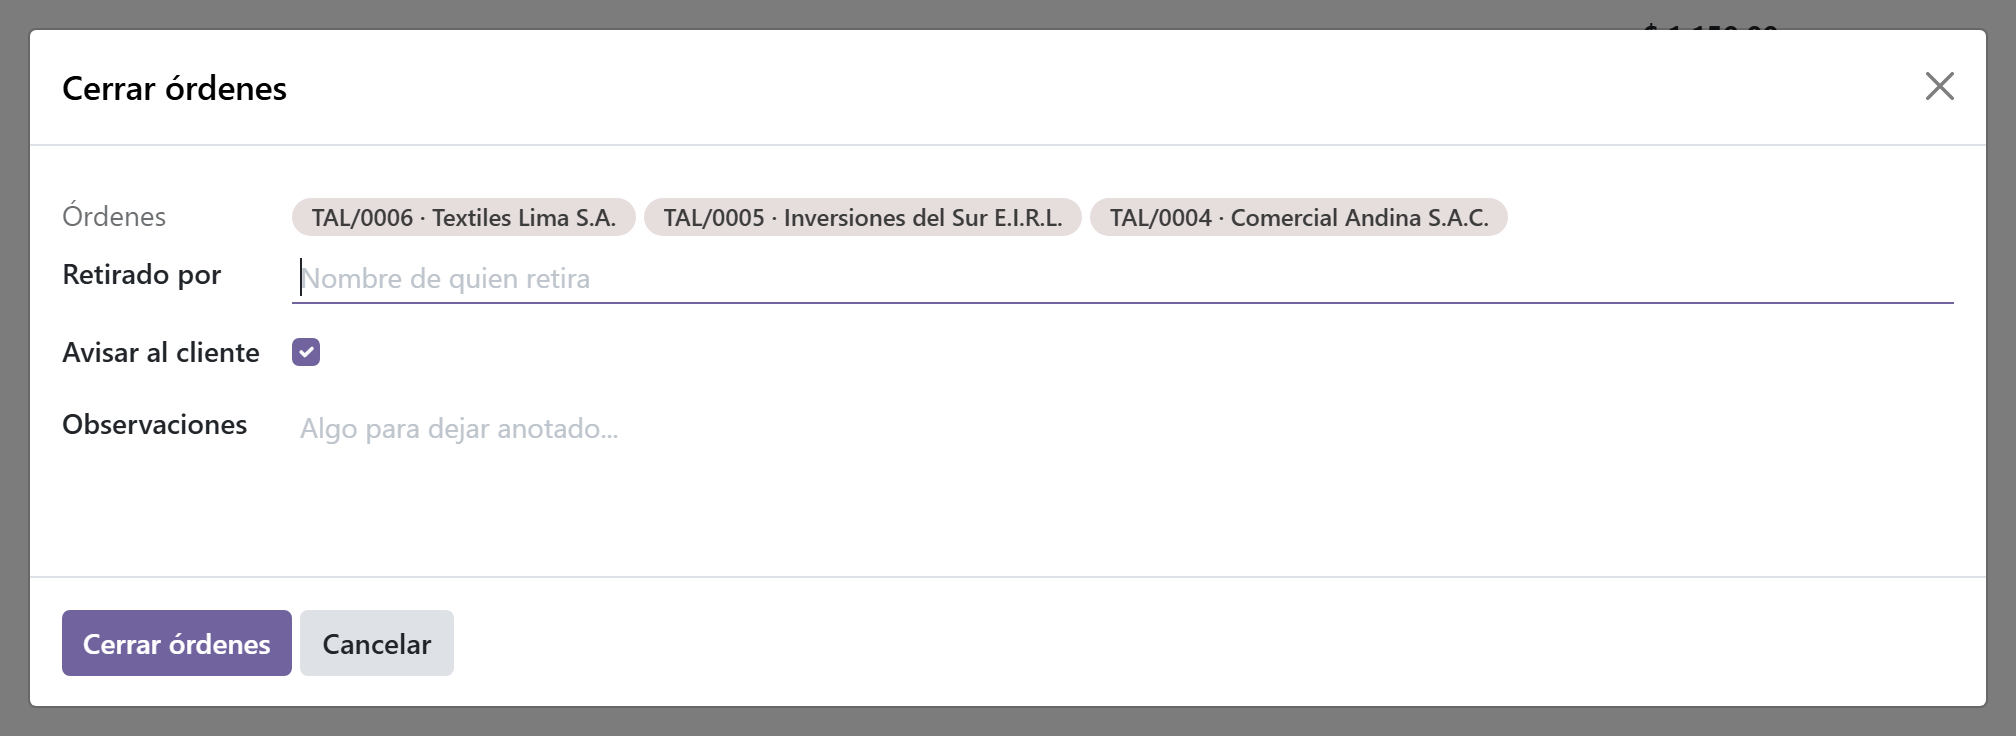 Cerrar órdenes
Órdenes TAL/0006 · Textiles Lima S.A. TAL/0005 · Inversiones del Sur E.I.R.L. TAL/0004 · Comercial Andina S.A.C.
Retirado por Nombre de quien retira
Avisar al cliente
Observaciones Algo para dejar anotado...
Cerrar órdenes Cancelar